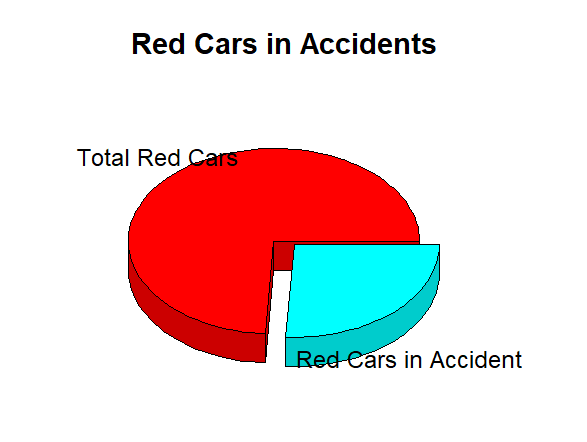 Red Cars in Accidents
Total Red Cars
Red Cars in Accident